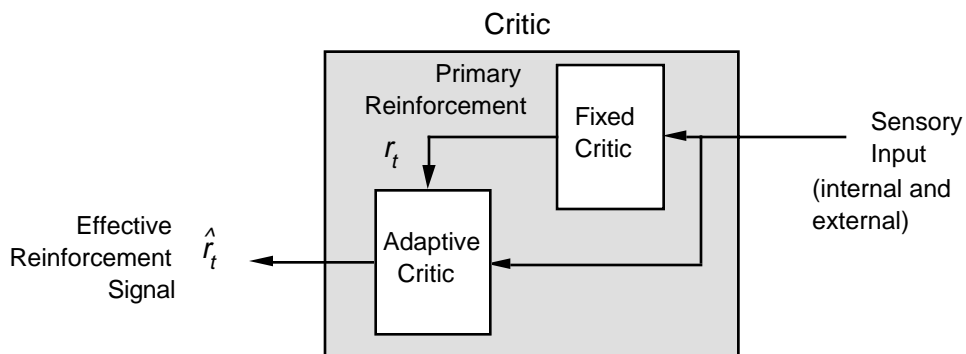 Critic
Primary
Reinforcement
r_t
Fixed
Critic
Sensory
Input
(internal and
external)
Adaptive
Critic
Effective
Reinforcement
Signal
r̂_t